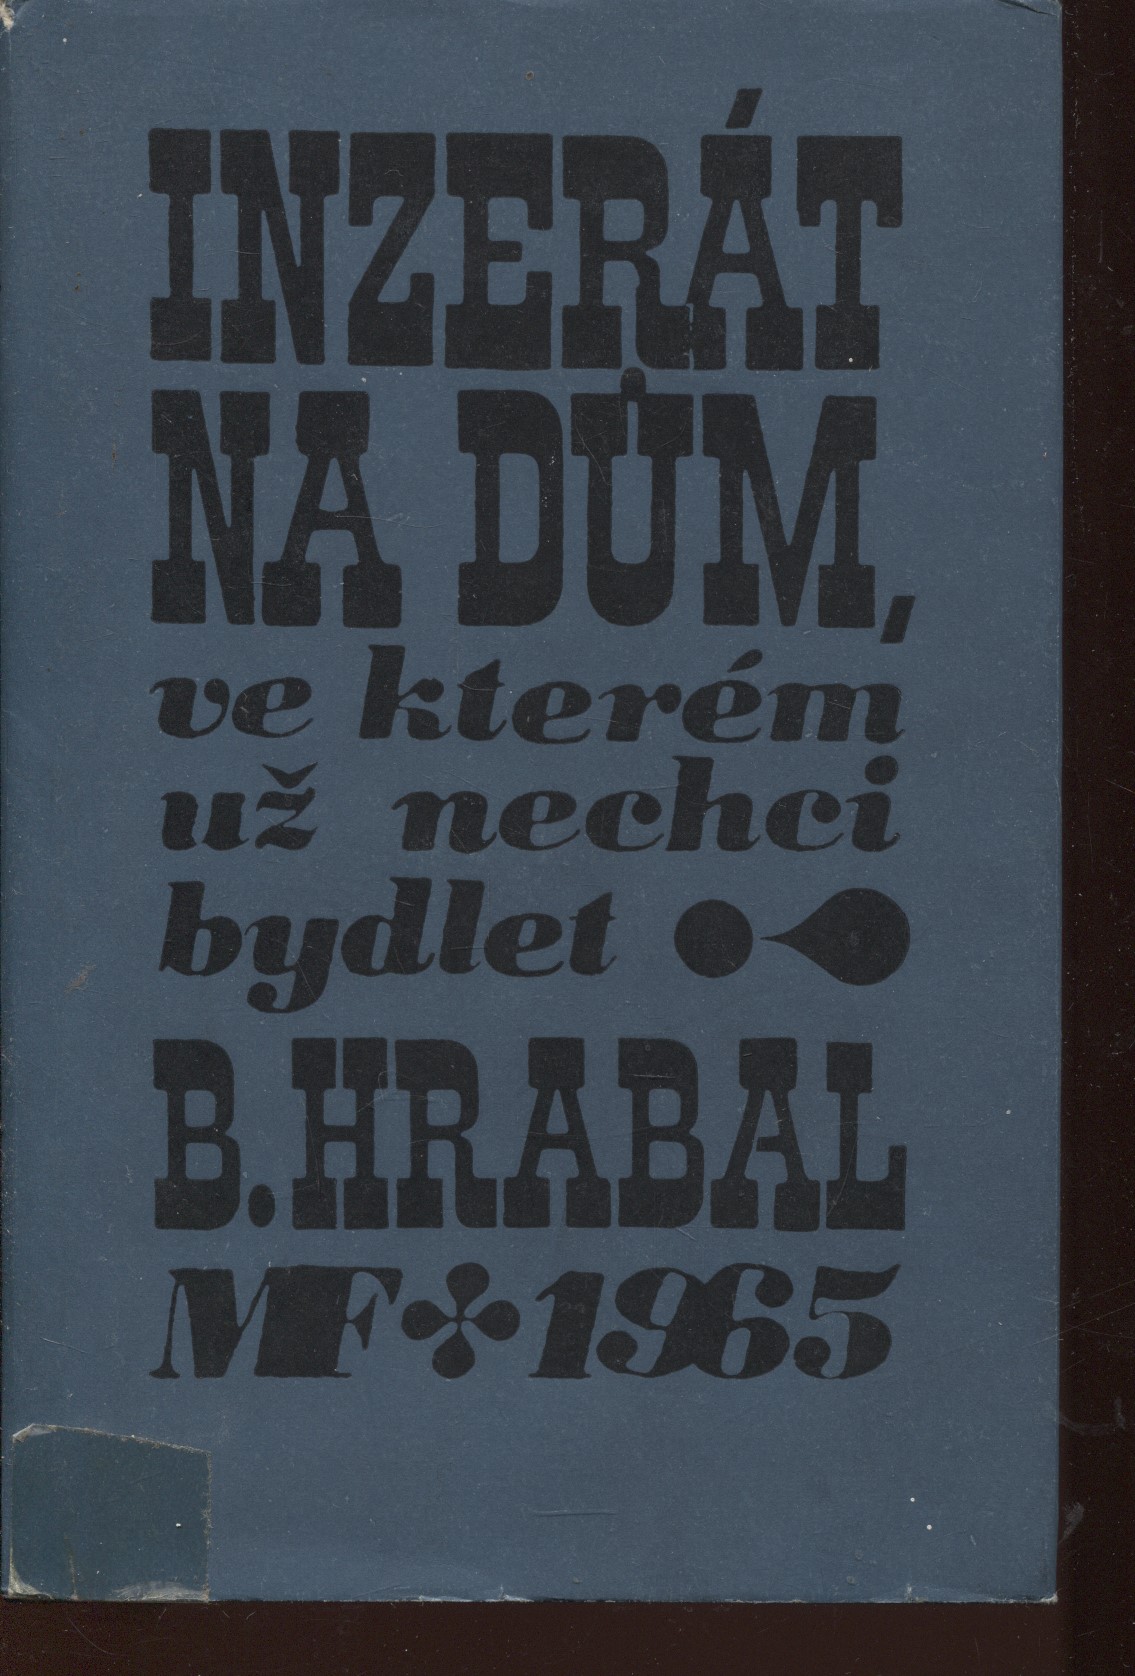 INZERÁT
NA DŮM,
ve kterém
už nechci
bydlet
B. HRABAL
MF 1965